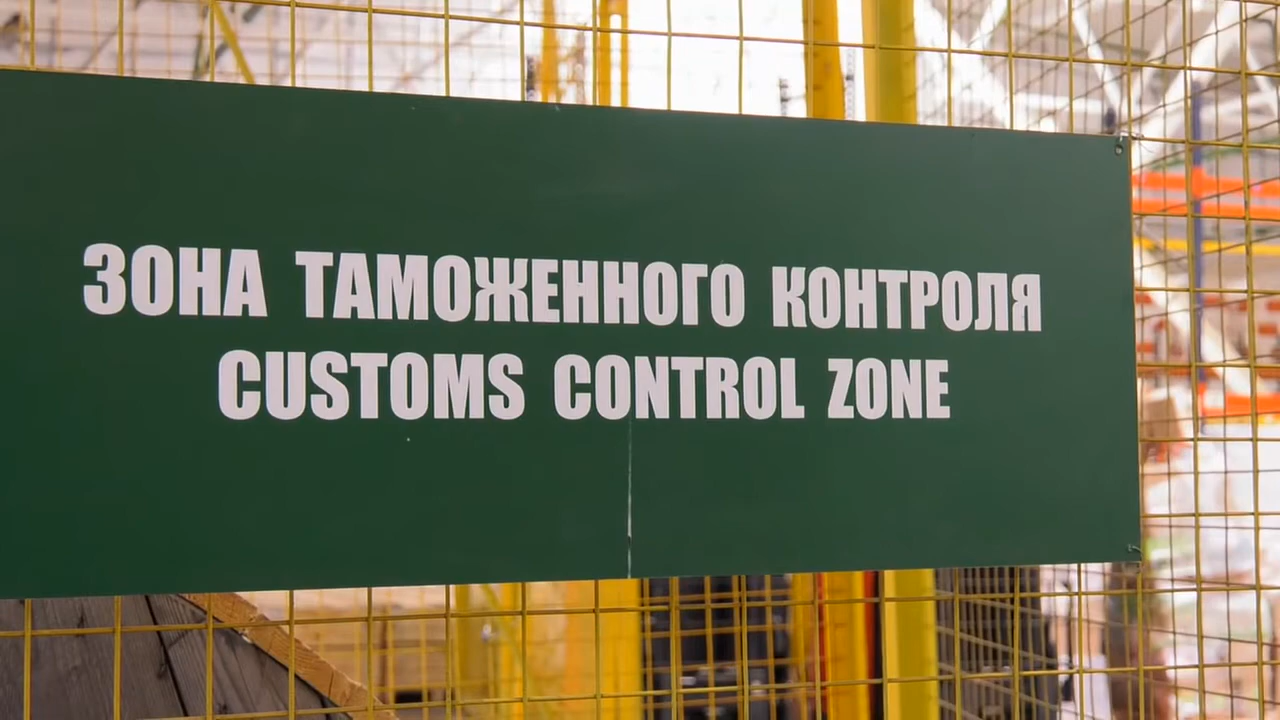 ЗОНА ТАМОЖЕННОГО КОНТРОЛЯ
CUSTOMS CONTROL ZONE